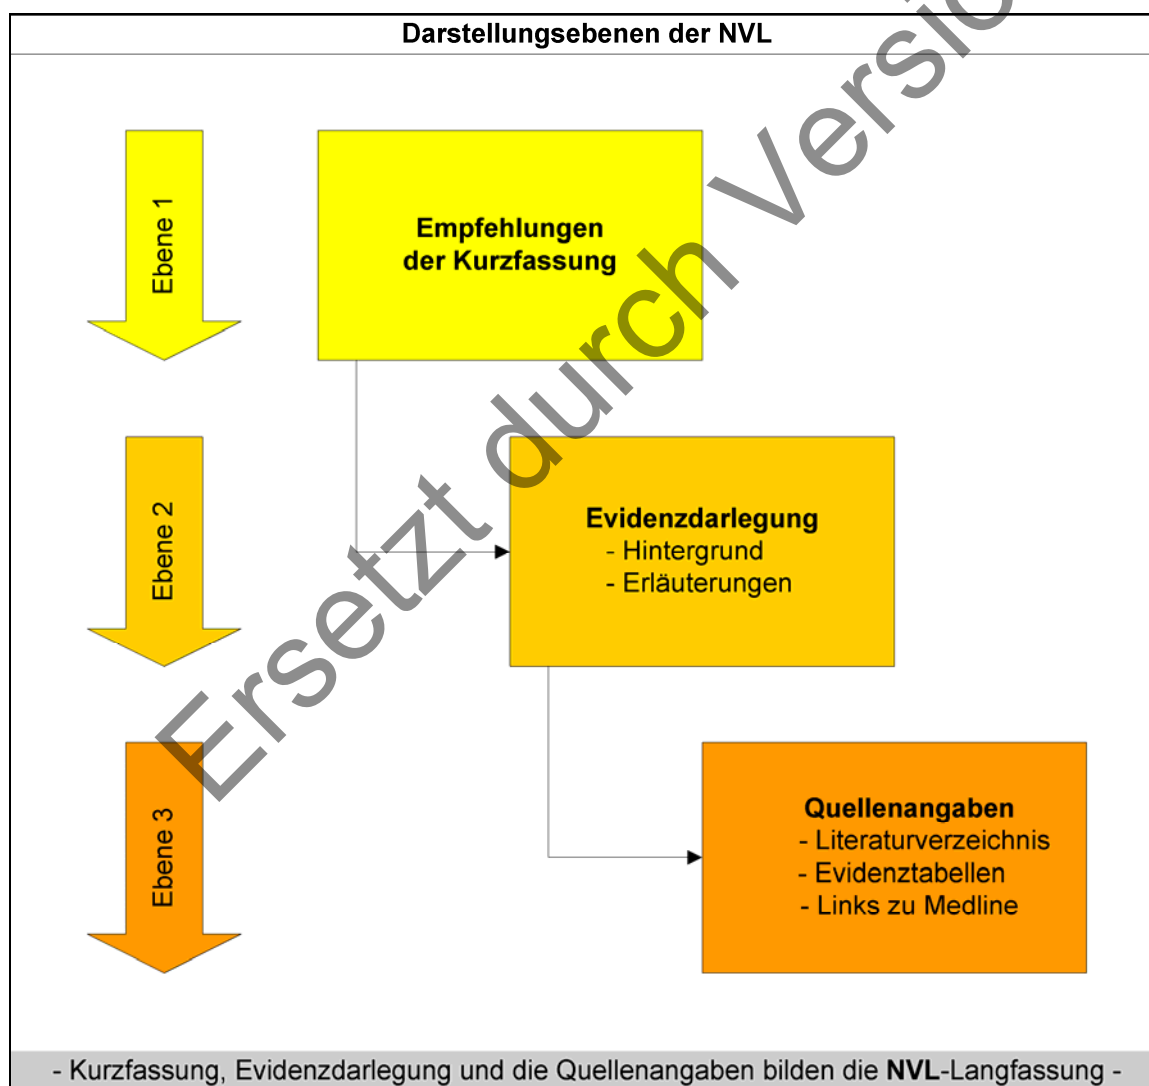 Darstellungsebenen der NVL
Ebene 1
Empfehlungen
der Kurzfassung
Ebene 2
Evidenzdarlegung
- Hintergrund
- Erläuterungen
Ebene 3
Quellenangaben
- Literaturverzeichnis
- Evidenztabellen
- Links zu Medline
- Kurzfassung, Evidenzdarlegung und die Quellenangaben bilden die NVL-Langfassung -
Ersetzt durch